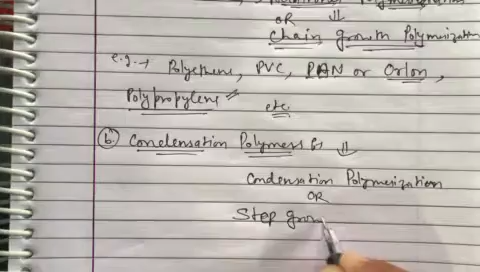 OR
Chain growth Polymerization
e.g. → Polyethene, PVC, PAN or Orlon,
Polypropylene etc.
(b) Condensation Polymers
Condensation Polymerization
OR
Step grow